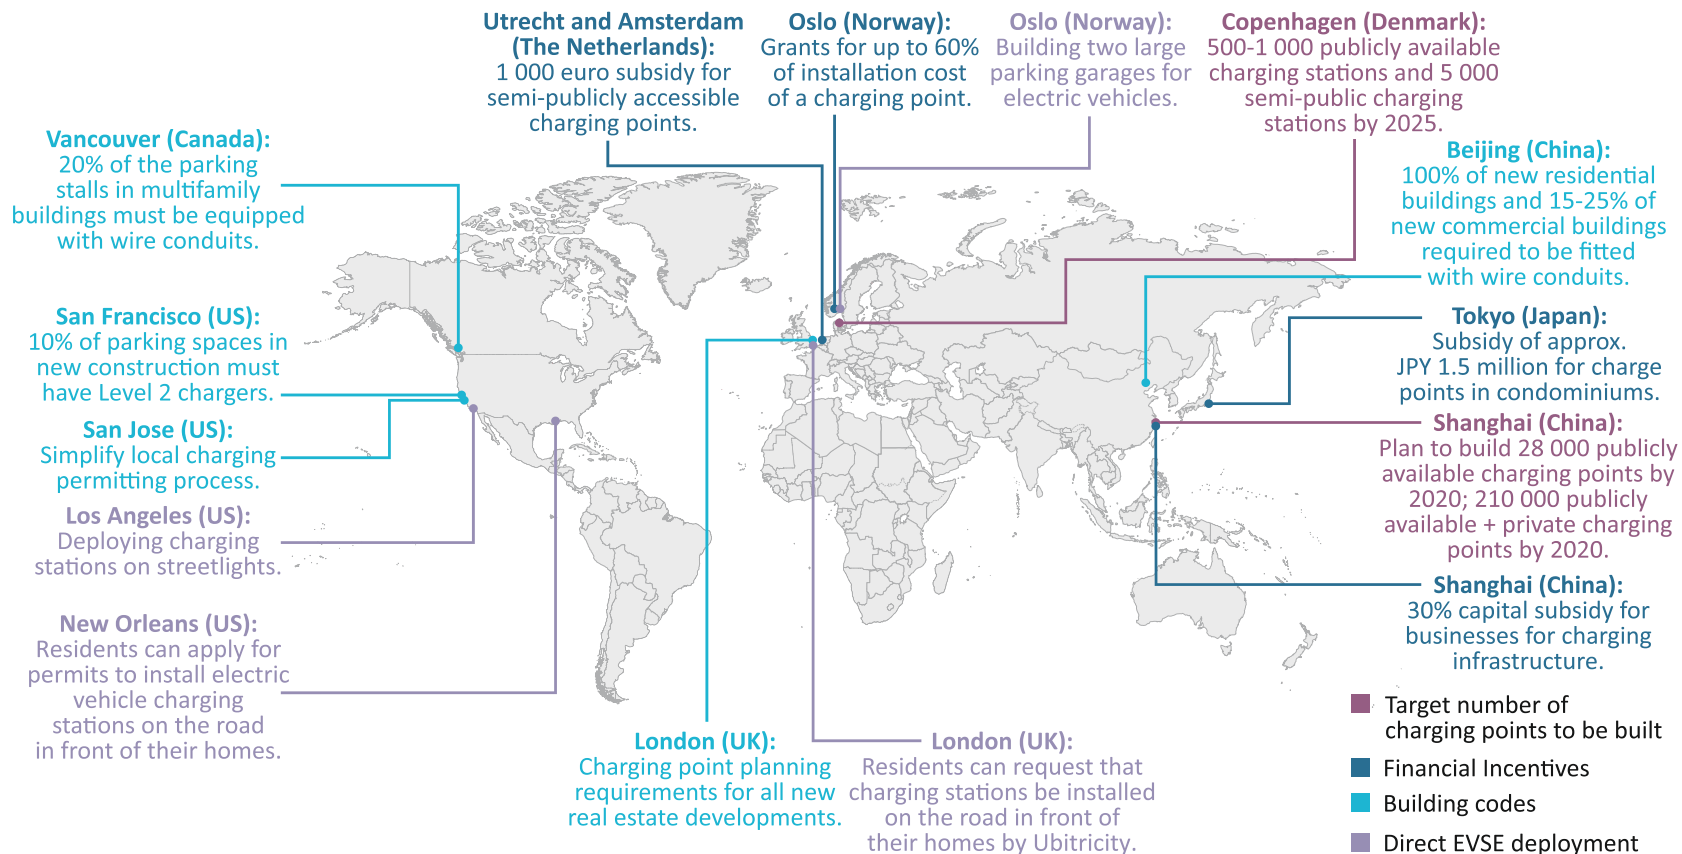 Utrecht and Amsterdam
(The Netherlands):
1 000 euro subsidy for
semi-publicly accessible
charging points.
Oslo (Norway):
Grants for up to 60%
of installation cost
of a charging point.
Oslo (Norway):
Building two large
parking garages for
electric vehicles.
Copenhagen (Denmark):
500-1 000 publicly available
charging stations and 5 000
semi-public charging
stations by 2025.
Vancouver (Canada):
20% of the parking
stalls in multifamily
buildings must be equipped
with wire conduits.
Beijing (China):
100% of new residential
buildings and 15-25% of
new commercial buildings
required to be fitted
with wire conduits.
San Francisco (US):
10% of parking spaces in
new construction must
have Level 2 chargers.
Tokyo (Japan):
Subsidy of approx.
JPY 1.5 million for charge
points in condominiums.
San Jose (US):
Simplify local charging
permitting process.
Shanghai (China):
Plan to build 28 000 publicly
available charging points by
2020; 210 000 publicly
available + private charging
points by 2020.
Los Angeles (US):
Deploying charging
stations on streetlights.
Shanghai (China):
30% capital subsidy for
businesses for charging
infrastructure.
New Orleans (US):
Residents can apply for
permits to install electric
vehicle charging
stations on the road
in front of their homes.
London (UK):
Charging point planning
requirements for all new
real estate developments.
London (UK):
Residents can request that
charging stations be installed
on the road in front of
their homes by Ubitricity.
Target number of
charging points to be built
Financial Incentives
Building codes
Direct EVSE deployment